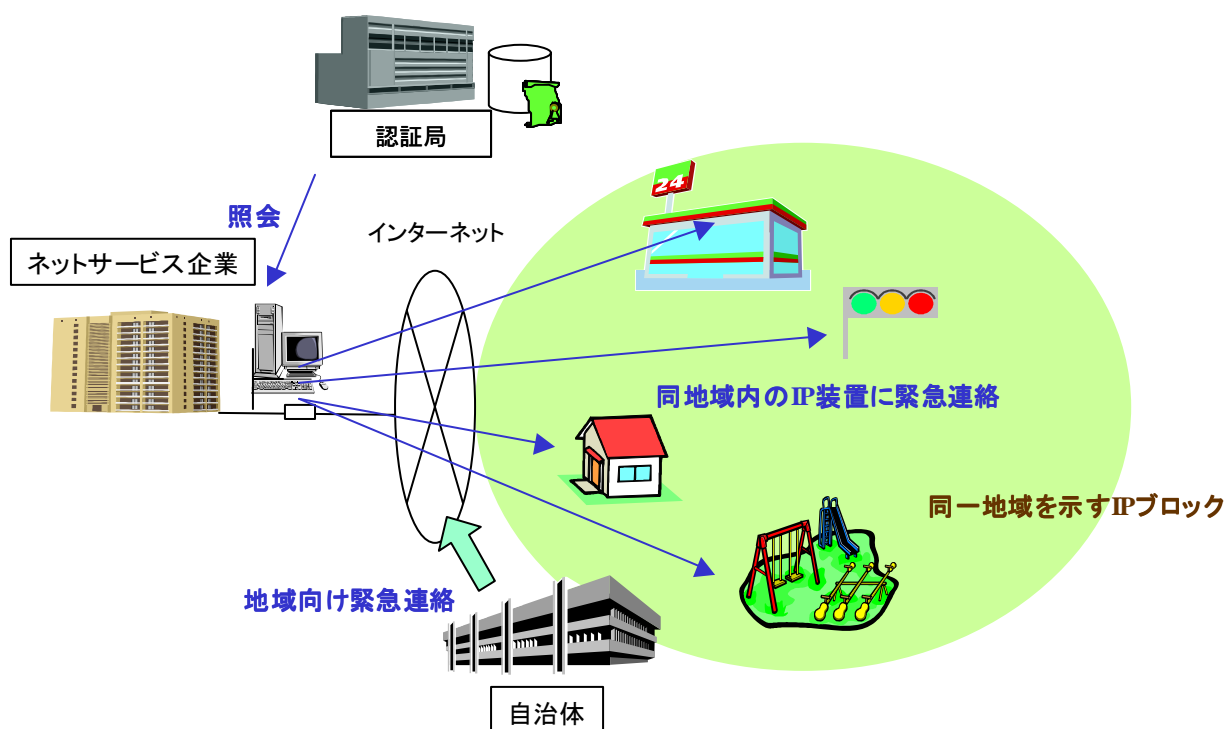 認証局
照会
インターネット
ネットサービス企業
24
同地域内のIP装置に緊急連絡
同一地域を示すIPブロック
地域向け緊急連絡
自治体